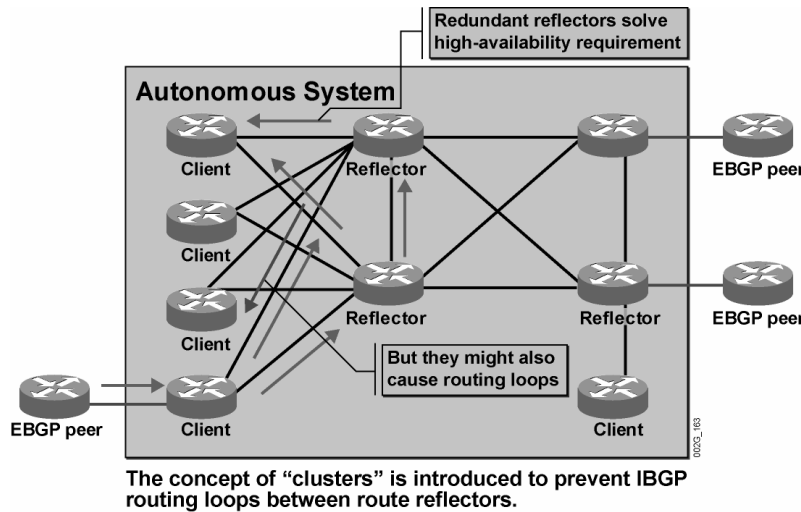 Redundant reflectors solve
high-availability requirement
Autonomous System
Client
Reflector
EBGP peer
Client
Client
Reflector
Reflector
EBGP peer
But they might also
cause routing loops
EBGP peer
Client
Client
002G_163
The concept of “clusters” is introduced to prevent IBGP
routing loops between route reflectors.